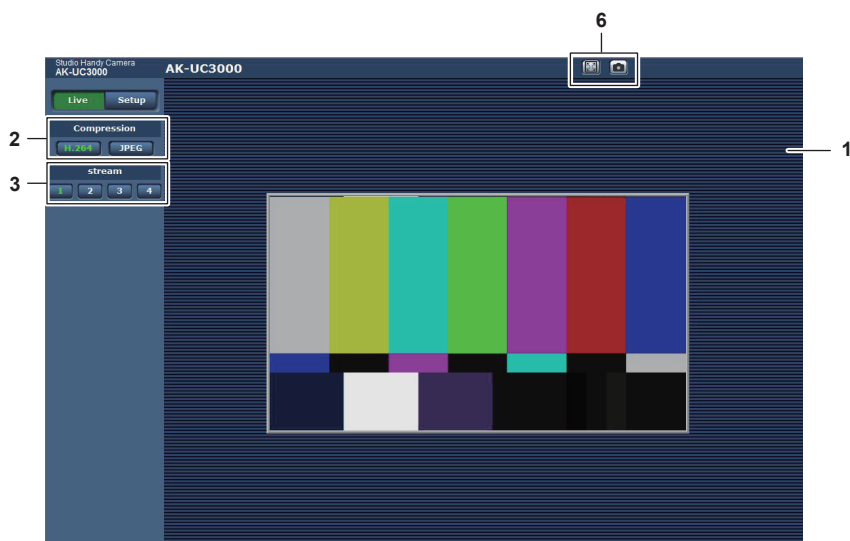 6
Studio Handy Camera
AK-UC3000
AK-UC3000
Live Setup
2
Compression
H.264 JPEG
1
3
stream
1 2 3 4